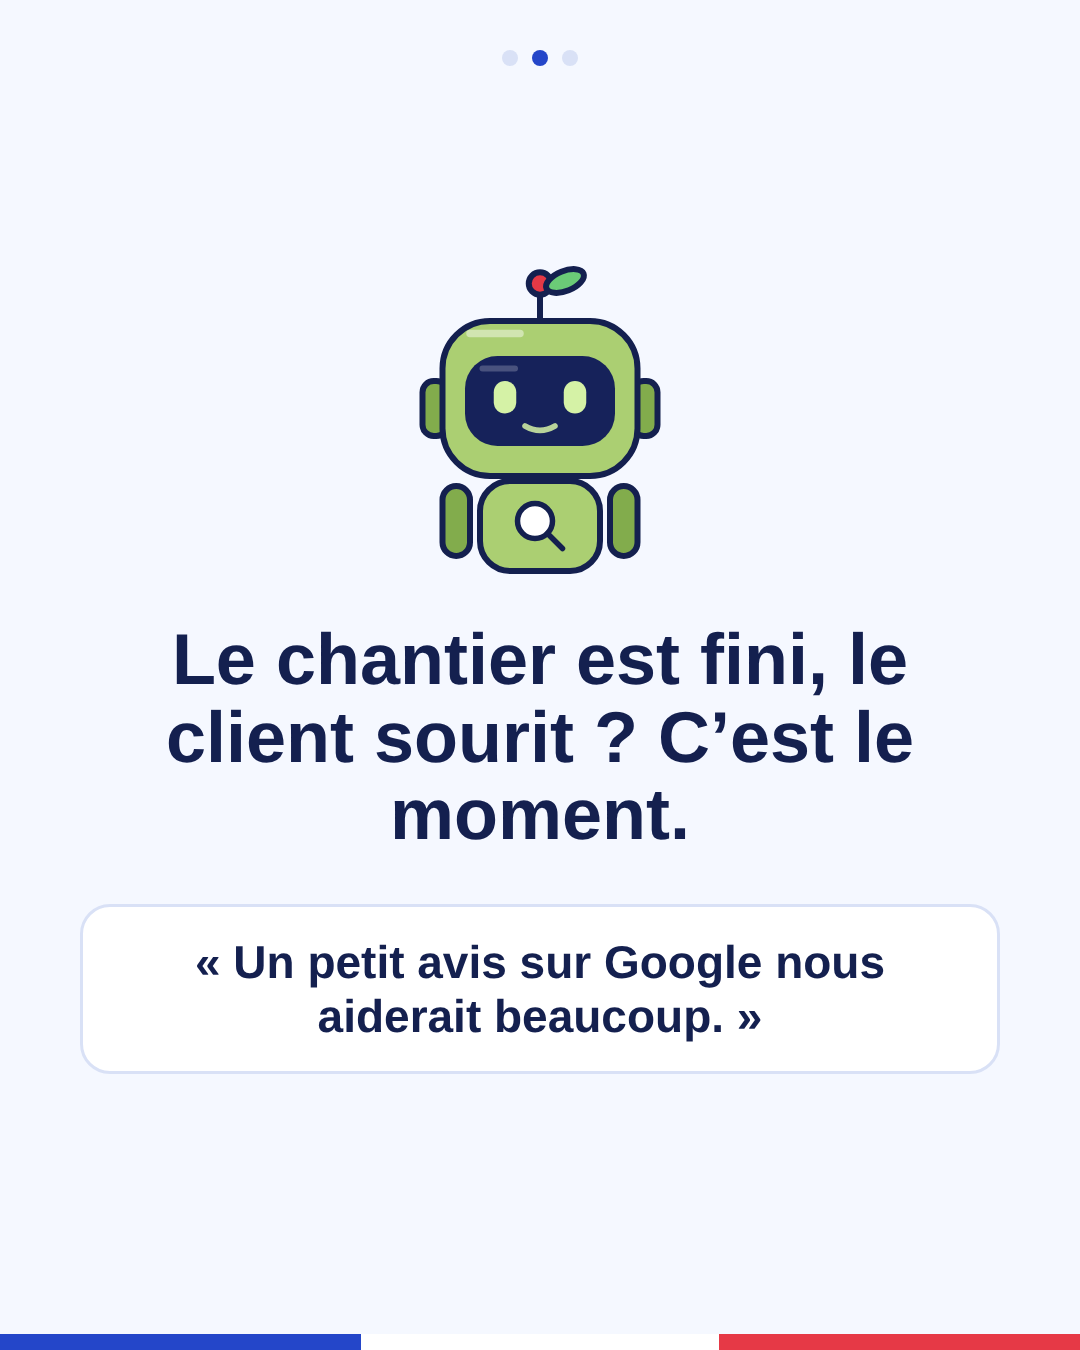 Le chantier est fini, le
client sourit ? C’est le
moment.
« Un petit avis sur Google nous
aiderait beaucoup. »